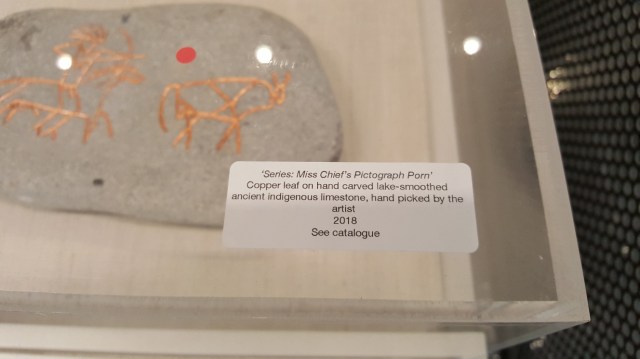 'Series: Miss Chief's Pictograph Porn'
Copper leaf on hand carved lake-smoothed
ancient indigenous limestone, hand picked by the
artist
2018
See catalogue